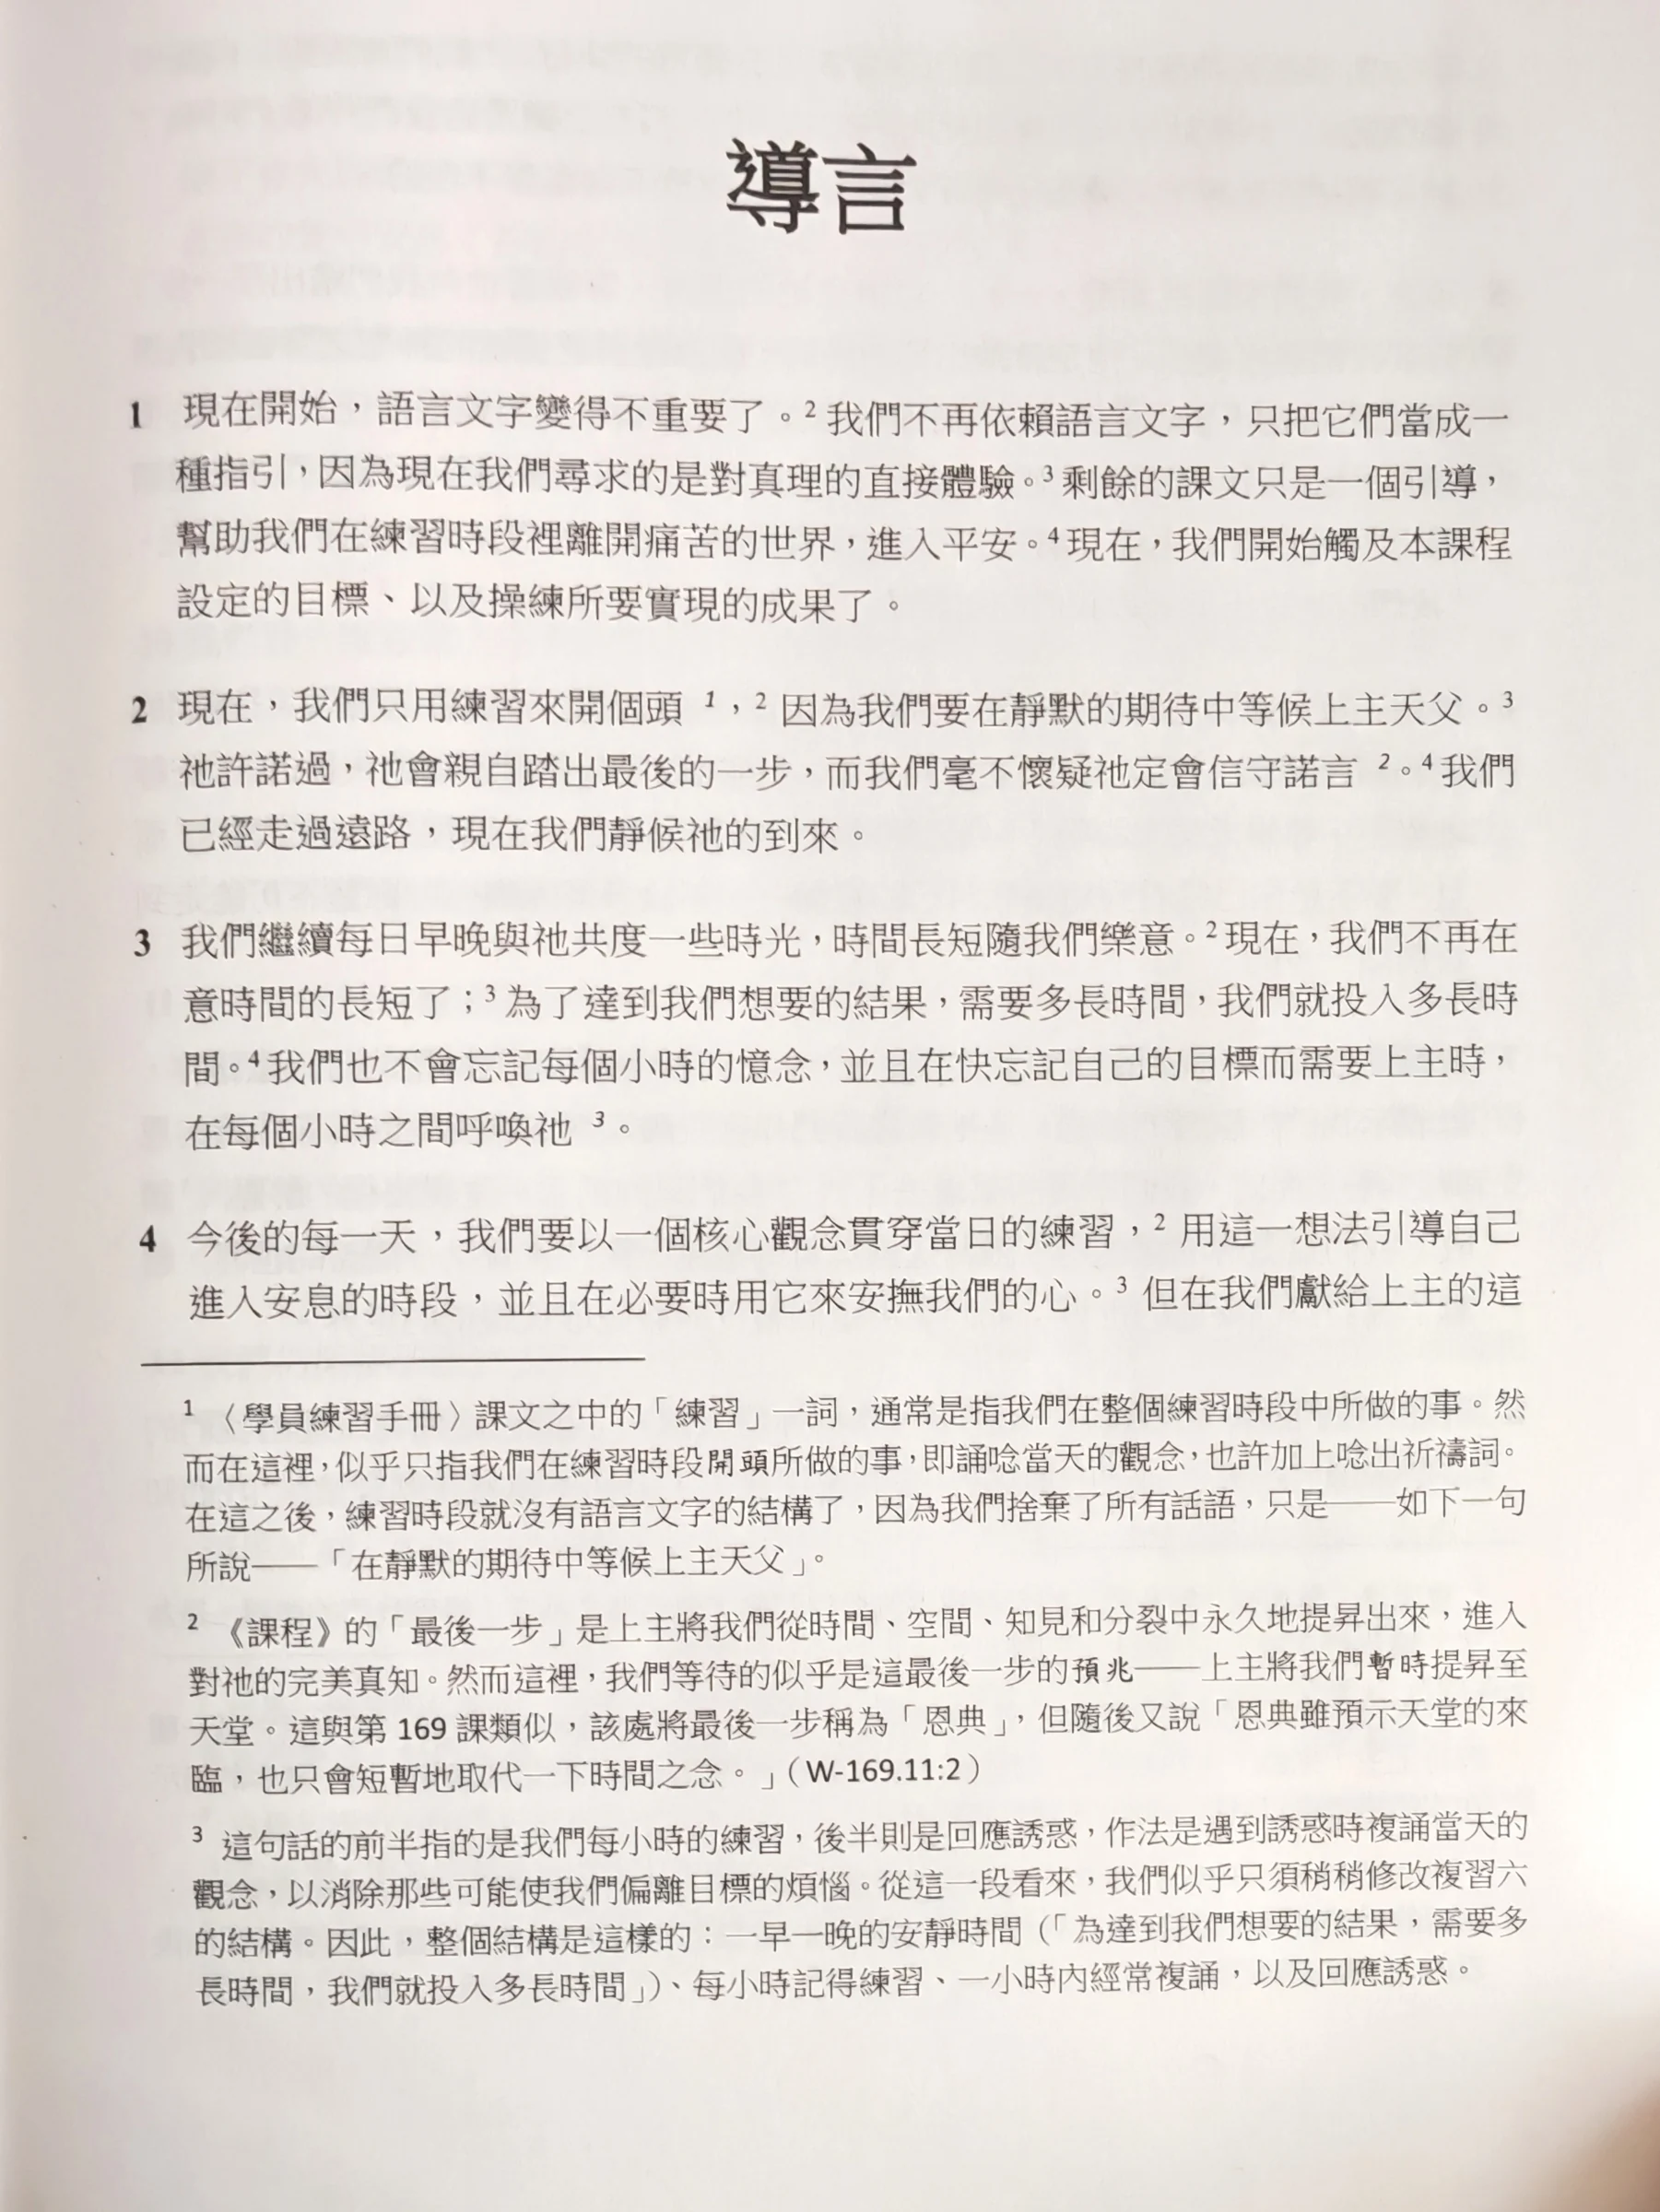 導言
1 現在開始，語言文字變得不重要了。2 我們不再依賴語言文字，只把它們當成一
種指引，因為現在我們尋求的是對真理的直接體驗。3 剩餘的課文只是一個引導，
幫助我們在練習時段裡離開痛苦的世界，進入平安。4 現在，我們開始觸及本課程
設定的目標、以及操練所要實現的成果了。
2 現在，我們只用練習來開個頭 1，2 因為我們要在靜默的期待中等候上主天父。3
祂許諾過，祂會親自踏出最後的一步，而我們毫不懷疑祂定會信守諾言 2。4 我們
已經走過遠路，現在我們靜候祂的到來。
3 我們繼續每日早晚與祂共度一些時光，時間長短隨我們樂意。2 現在，我們不再在
意時間的長短了；3 為了達到我們想要的結果，需要多長時間，我們就投入多長時
間。4 我們也不會忘記每個小時的憶念，並且在快忘記自己的目標而需要上主時，
在每個小時之間呼喚祂 3。
4 今後的每一天，我們要以一個核心觀念貫穿當日的練習，2 用這一想法引導自己
進入安息的時段，並且在必要時用它來安撫我們的心。3 但在我們獻給上主的這
1 〈學員練習手冊〉課文之中的「練習」一詞，通常是指我們在整個練習時段中所做的事。然
而在這裡，似乎只指我們在練習時段開頭所做的事，即誦唸當天的觀念，也許加上唸出祈禱詞。
在這之後，練習時段就沒有語言文字的結構了，因為我們捨棄了所有話語，只是——如下一句
所說——「在靜默的期待中等候上主天父」。
2 《課程》的「最後一步」是上主將我們從時間、空間、知見和分裂中永久地提昇出來，進入
對祂的完美真知。然而這裡，我們等待的似乎是這最後一步的預兆——上主將我們暫時提昇至
天堂。這與第 169 課類似，該處將最後一步稱為「恩典」，但隨後又說「恩典雖預示天堂的來
臨，也只會短暫地取代一下時間之念。」（W-169.11:2）
3 這句話的前半指的是我們每小時的練習，後半則是回應誘惑，作法是遇到誘惑時複誦當天的
觀念，以消除那些可能使我們偏離目標的煩惱。從這一段看來，我們似乎只須稍稍修改複習六
的結構。因此，整個結構是這樣的：一早一晚的安靜時間（「為達到我們想要的結果，需要多
長時間，我們就投入多長時間」）、每小時記得練習、一小時內經常複誦，以及回應誘惑。